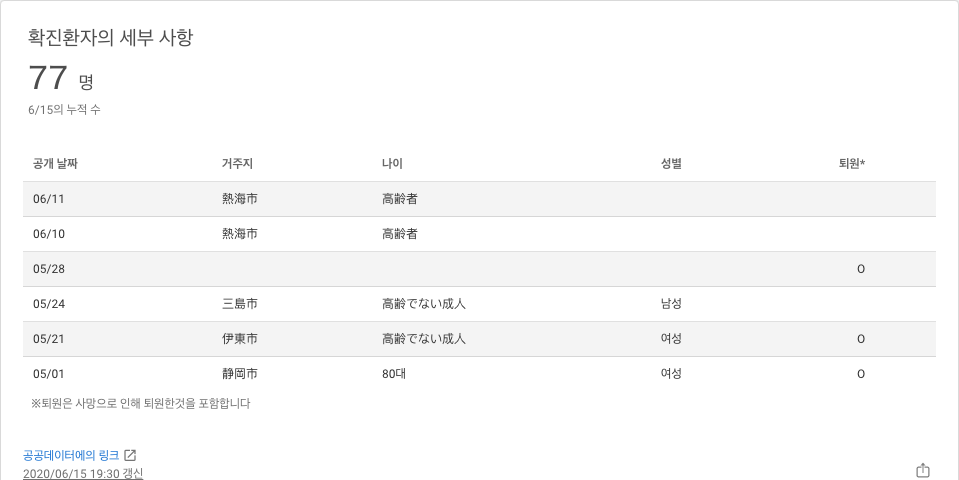 확진환자의 세부 사항
77 명
6/15의 누적 수
공개 날짜 거주지 나이 성별 퇴원*
06/11 熱海市 高齢者
06/10 熱海市 高齢者
05/28 O
05/24 三島市 高齢でない成人 남성
05/21 伊東市 高齢でない成人 여성 O
05/01 静岡市 80대 여성 O
※퇴원은 사망으로 인해 퇴원한것을 포함합니다
공공데이터에의 링크
2020/06/15 19:30 갱신